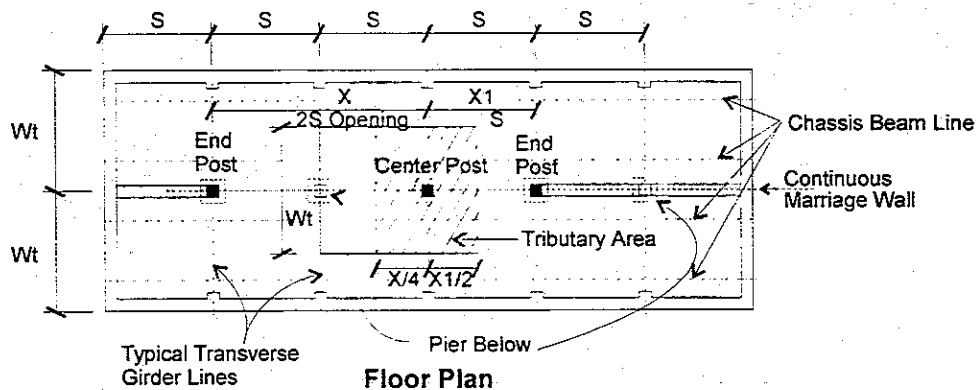 S S S S S
Wt
Wt
X X1
2S Opening S
End Post
Center Post
End Post
Wt
Tributary Area
X/4 X1/2
Chassis Beam Line
Continuous Marriage Wall
Typical Transverse Girder Lines
Pier Below
Floor Plan